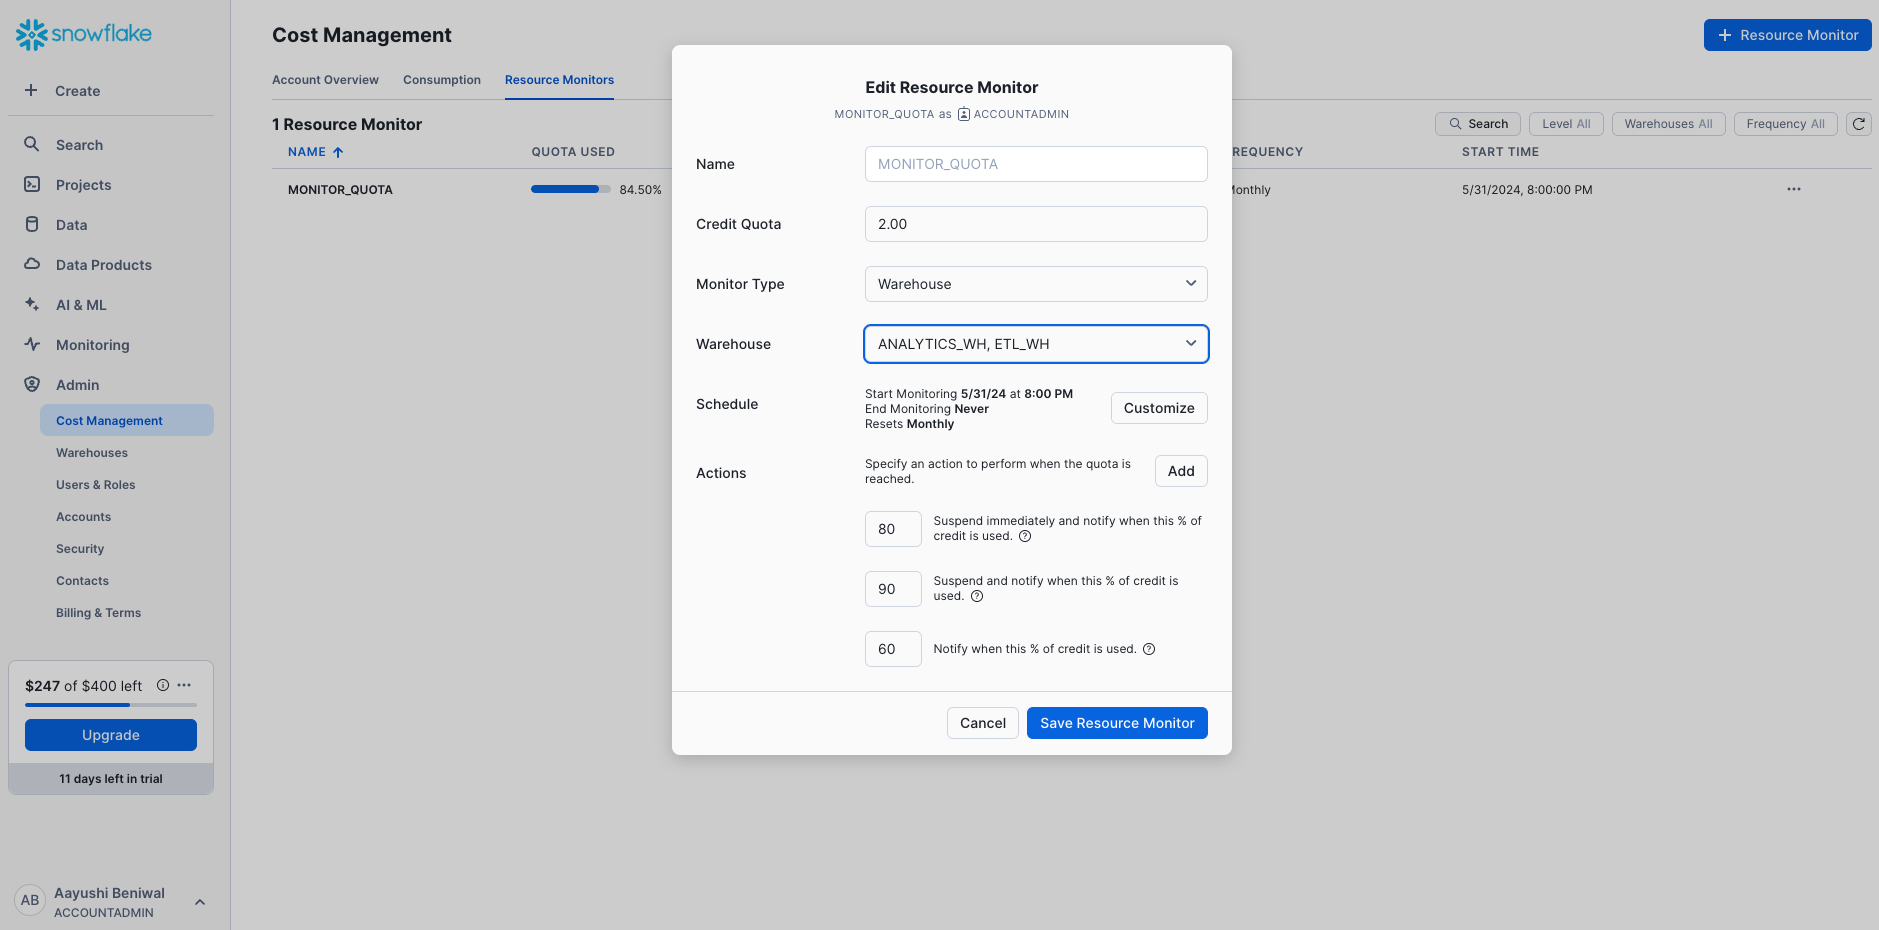 snowflake
Create
Search
Projects
Data
Data Products
AI & ML
Monitoring
Admin
Cost Management
Warehouses
Users & Roles
Accounts
Security
Contacts
Billing & Terms
$247 of $400 left
Upgrade
11 days left in trial
AB
Aayushi Beniwal
ACCOUNTADMIN
Cost Management
+ Resource Monitor
Account Overview Consumption Resource Monitors
1 Resource Monitor
Search Level All Warehouses All Frequency All
NAME QUOTA USED REQUENCY START TIME
MONITOR_QUOTA 84.50% Monthly 5/31/2024, 8:00:00 PM
Edit Resource Monitor
MONITOR_QUOTA as ACCOUNTADMIN
Name MONITOR_QUOTA
Credit Quota 2.00
Monitor Type Warehouse
Warehouse ANALYTICS_WH, ETL_WH
Schedule
Start Monitoring 5/31/24 at 8:00 PM
End Monitoring Never
Resets Monthly
Customize
Actions
Specify an action to perform when the quota is
reached.
Add
80
Suspend immediately and notify when this % of
credit is used.
90
Suspend and notify when this % of credit is
used.
60 Notify when this % of credit is used.
Cancel Save Resource Monitor